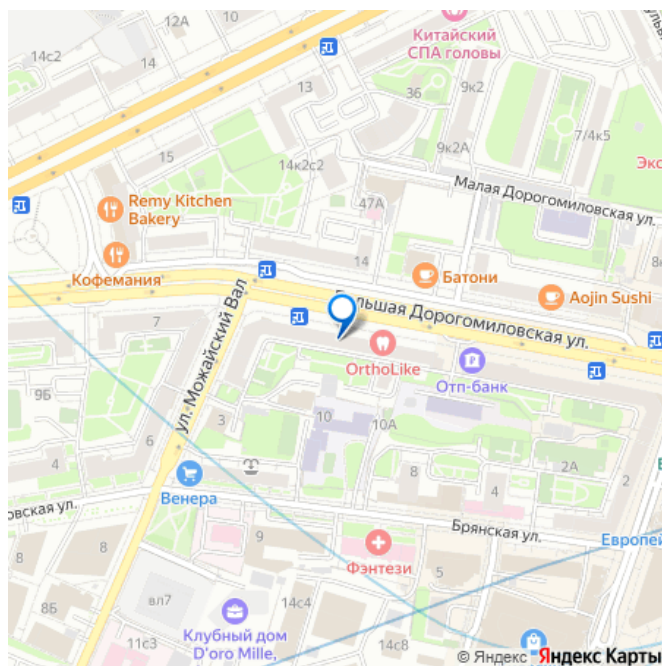 12А
14с2
14
13
Китайский
СПА головы
36
9к2
9к2А
7/4к5
Экс
15
14к2с2
47А
Малая Дорогомиловская ул.
Remy Kitchen
Bakery
Кофемания
14
Батони
Aojin Sushi
Большая Дорогомиловская ул.
7
ул. Можайский Вал
OrthoLike
Отп-банк
9Б
6
4
3
10
10А
8
4
2А
2
Венера
овская ул.
Брянская ул.
Европей
8
8
9
Фэнтези
5
8Б
вл7
14с4
Клубный дом
D'oro Mille,
11с3
14с8
© Яндекс Яндекс Карты